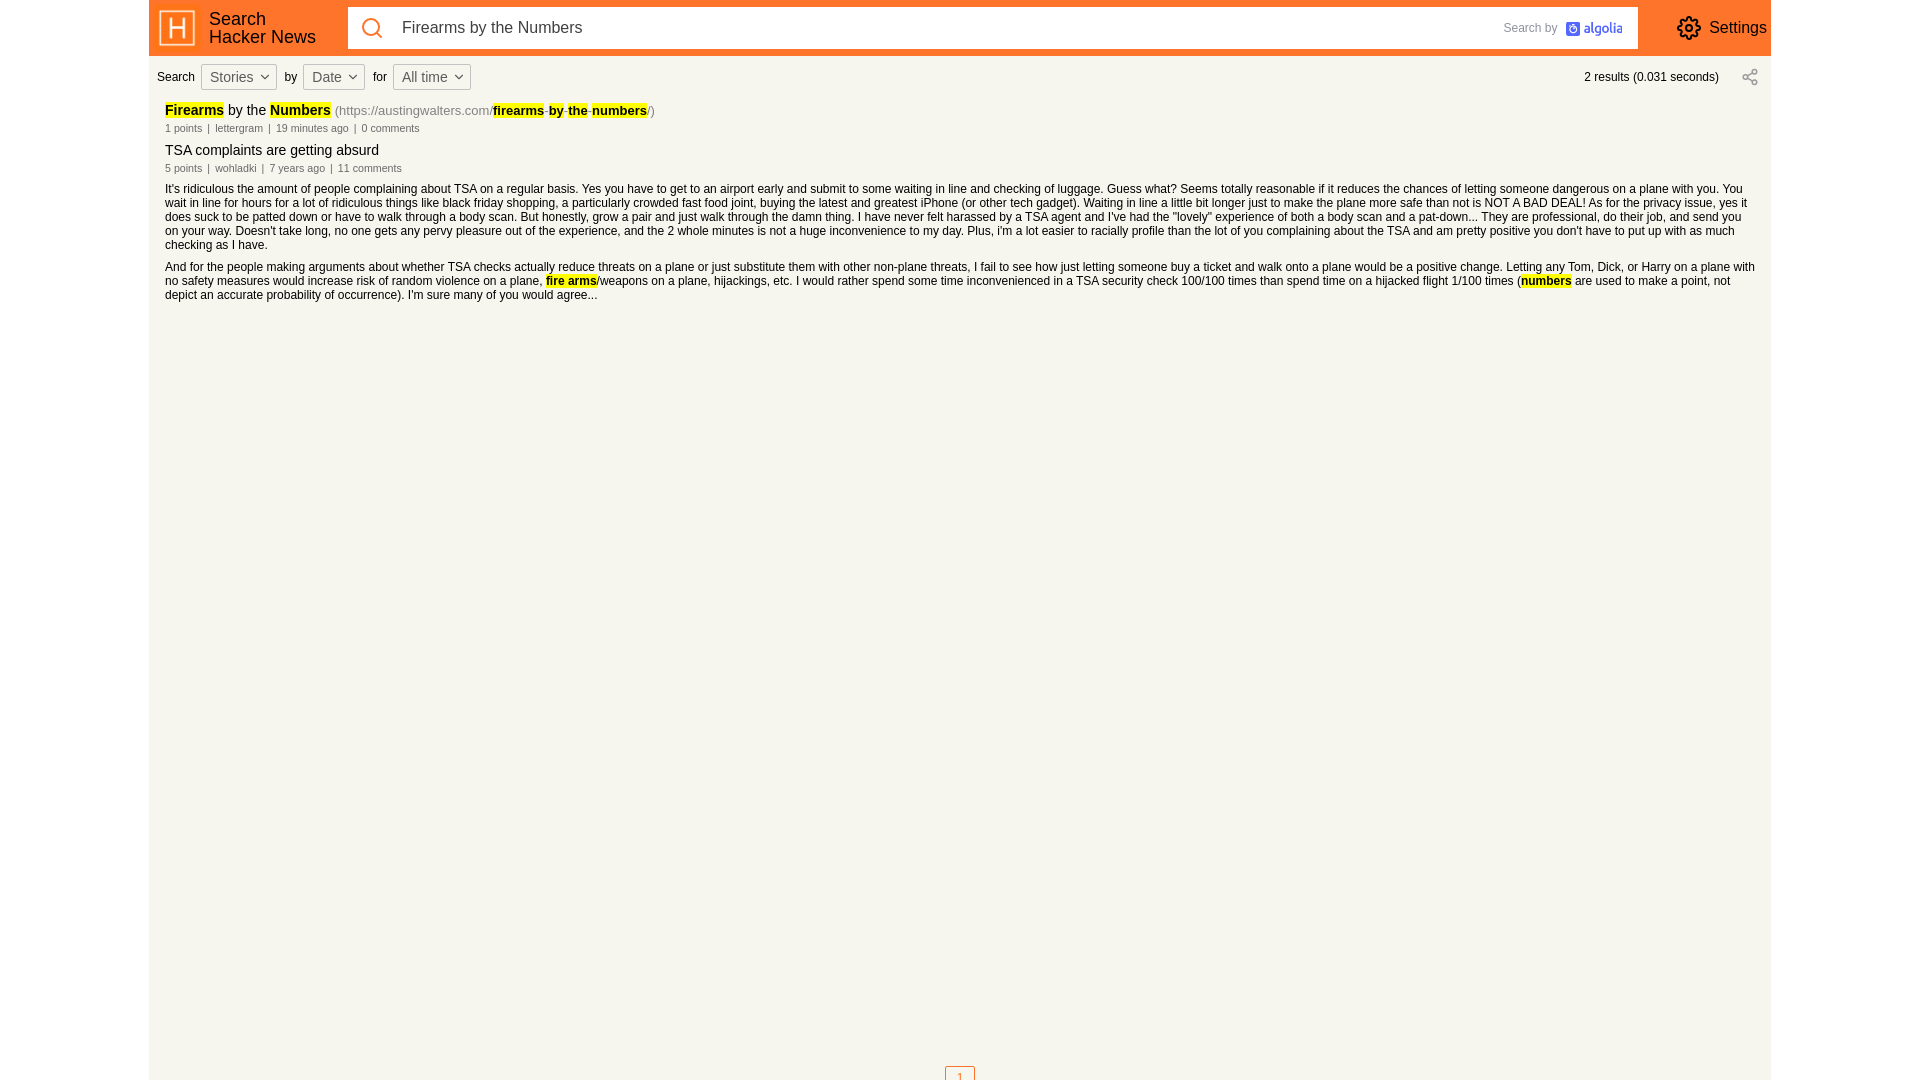 Search
Hacker News
Firearms by the Numbers
Search by algolia
Settings
Search Stories by Date for All time
2 results (0.031 seconds)
Firearms by the Numbers (https://austingwalters.com/firearms-by-the-numbers/)
1 points | lettergram | 19 minutes ago | 0 comments
TSA complaints are getting absurd
5 points | wohladki | 7 years ago | 11 comments
It's ridiculous the amount of people complaining about TSA on a regular basis. Yes you have to get to an airport early and submit to some waiting in line and checking of luggage. Guess what? Seems totally reasonable if it reduces the chances of letting someone dangerous on a plane with you. You
wait in line for hours for a lot of ridiculous things like black friday shopping, a particularly crowded fast food joint, buying the latest and greatest iPhone (or other tech gadget). Waiting in line a little bit longer just to make the plane more safe than not is NOT A BAD DEAL! As for the privacy issue, yes it
does suck to be patted down or have to walk through a body scan. But honestly, grow a pair and just walk through the damn thing. I have never felt harassed by a TSA agent and I've had the "lovely" experience of both a body scan and a pat-down... They are professional, do their job, and send you
on your way. Doesn't take long, no one gets any pervy pleasure out of the experience, and the 2 whole minutes is not a huge inconvenience to my day. Plus, i'm a lot easier to racially profile than the lot of you complaining about the TSA and am pretty positive you don't have to put up with as much
checking as I have.
And for the people making arguments about whether TSA checks actually reduce threats on a plane or just substitute them with other non-plane threats, I fail to see how just letting someone buy a ticket and walk onto a plane would be a positive change. Letting any Tom, Dick, or Harry on a plane with
no safety measures would increase risk of random violence on a plane, fire arms/weapons on a plane, hijackings, etc. I would rather spend some time inconvenienced in a TSA security check 100/100 times than spend time on a hijacked flight 1/100 times (numbers are used to make a point, not
depict an accurate probability of occurrence). I'm sure many of you would agree...
1